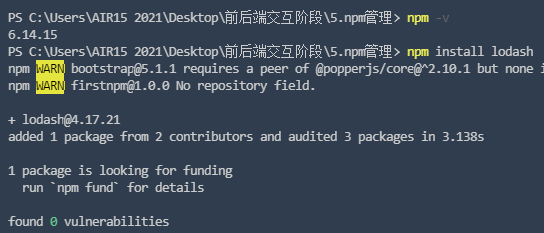 PS C:\Users\AIR15 2021\Desktop\前后端交互阶段\5.npm管理> npm -v
6.14.15
PS C:\Users\AIR15 2021\Desktop\前后端交互阶段\5.npm管理> npm install lodash
npm WARN bootstrap@5.1.1 requires a peer of @popperjs/core@^2.10.1 but none i
npm WARN firstnpm@1.0.0 No repository field.
+ lodash@4.17.21
added 1 package from 2 contributors and audited 3 packages in 3.138s
1 package is looking for funding
run `npm fund` for details
found 0 vulnerabilities